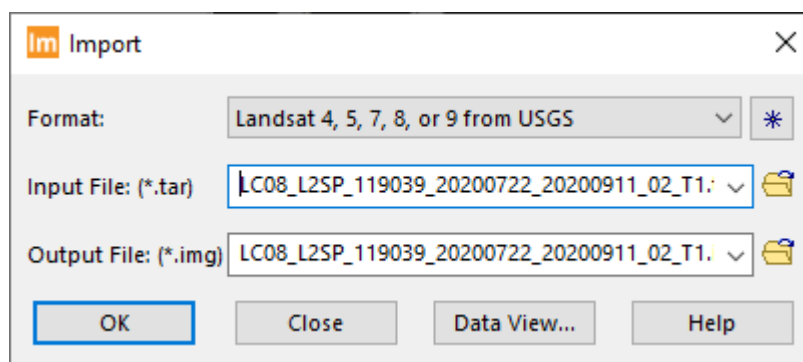 Im Import
Format: Landsat 4, 5, 7, 8, or 9 from USGS
Input File: (*.tar) LC08_L2SP_119039_20200722_20200911_02_T1.
Output File: (*.img) LC08_L2SP_119039_20200722_20200911_02_T1.
OK Close Data View... Help